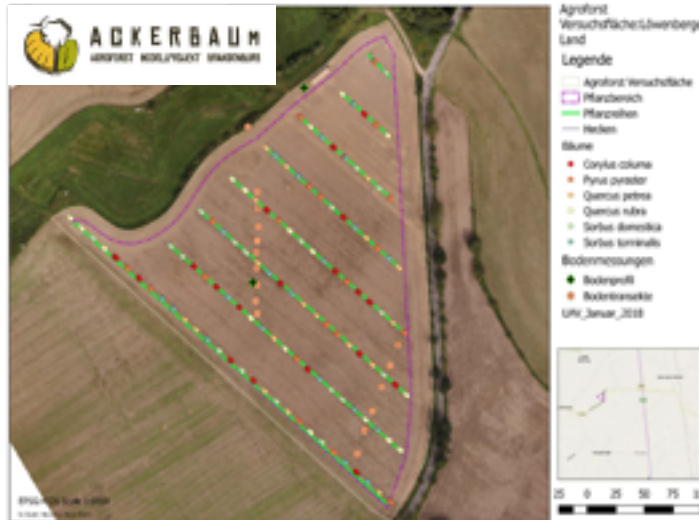 ACKERBAUM
AGROFORST MODELLPROJEKT BRANDENBURG
Agroforst
Versuchsfläche:Löwenberge
Land
Legende
Agroforst Versuchsfläche
Pflanzbereich
Pflanzreihen
Hecken
Bäume
Corylus colurna
Pyrus pyraster
Quercus petrea
Quercus rubra
Sorbus domestica
Sorbus torminalis
Bodenmessungen
Bodenprofil
Bodentransekte
UAV_Januar_2018
25 0 25 50 75